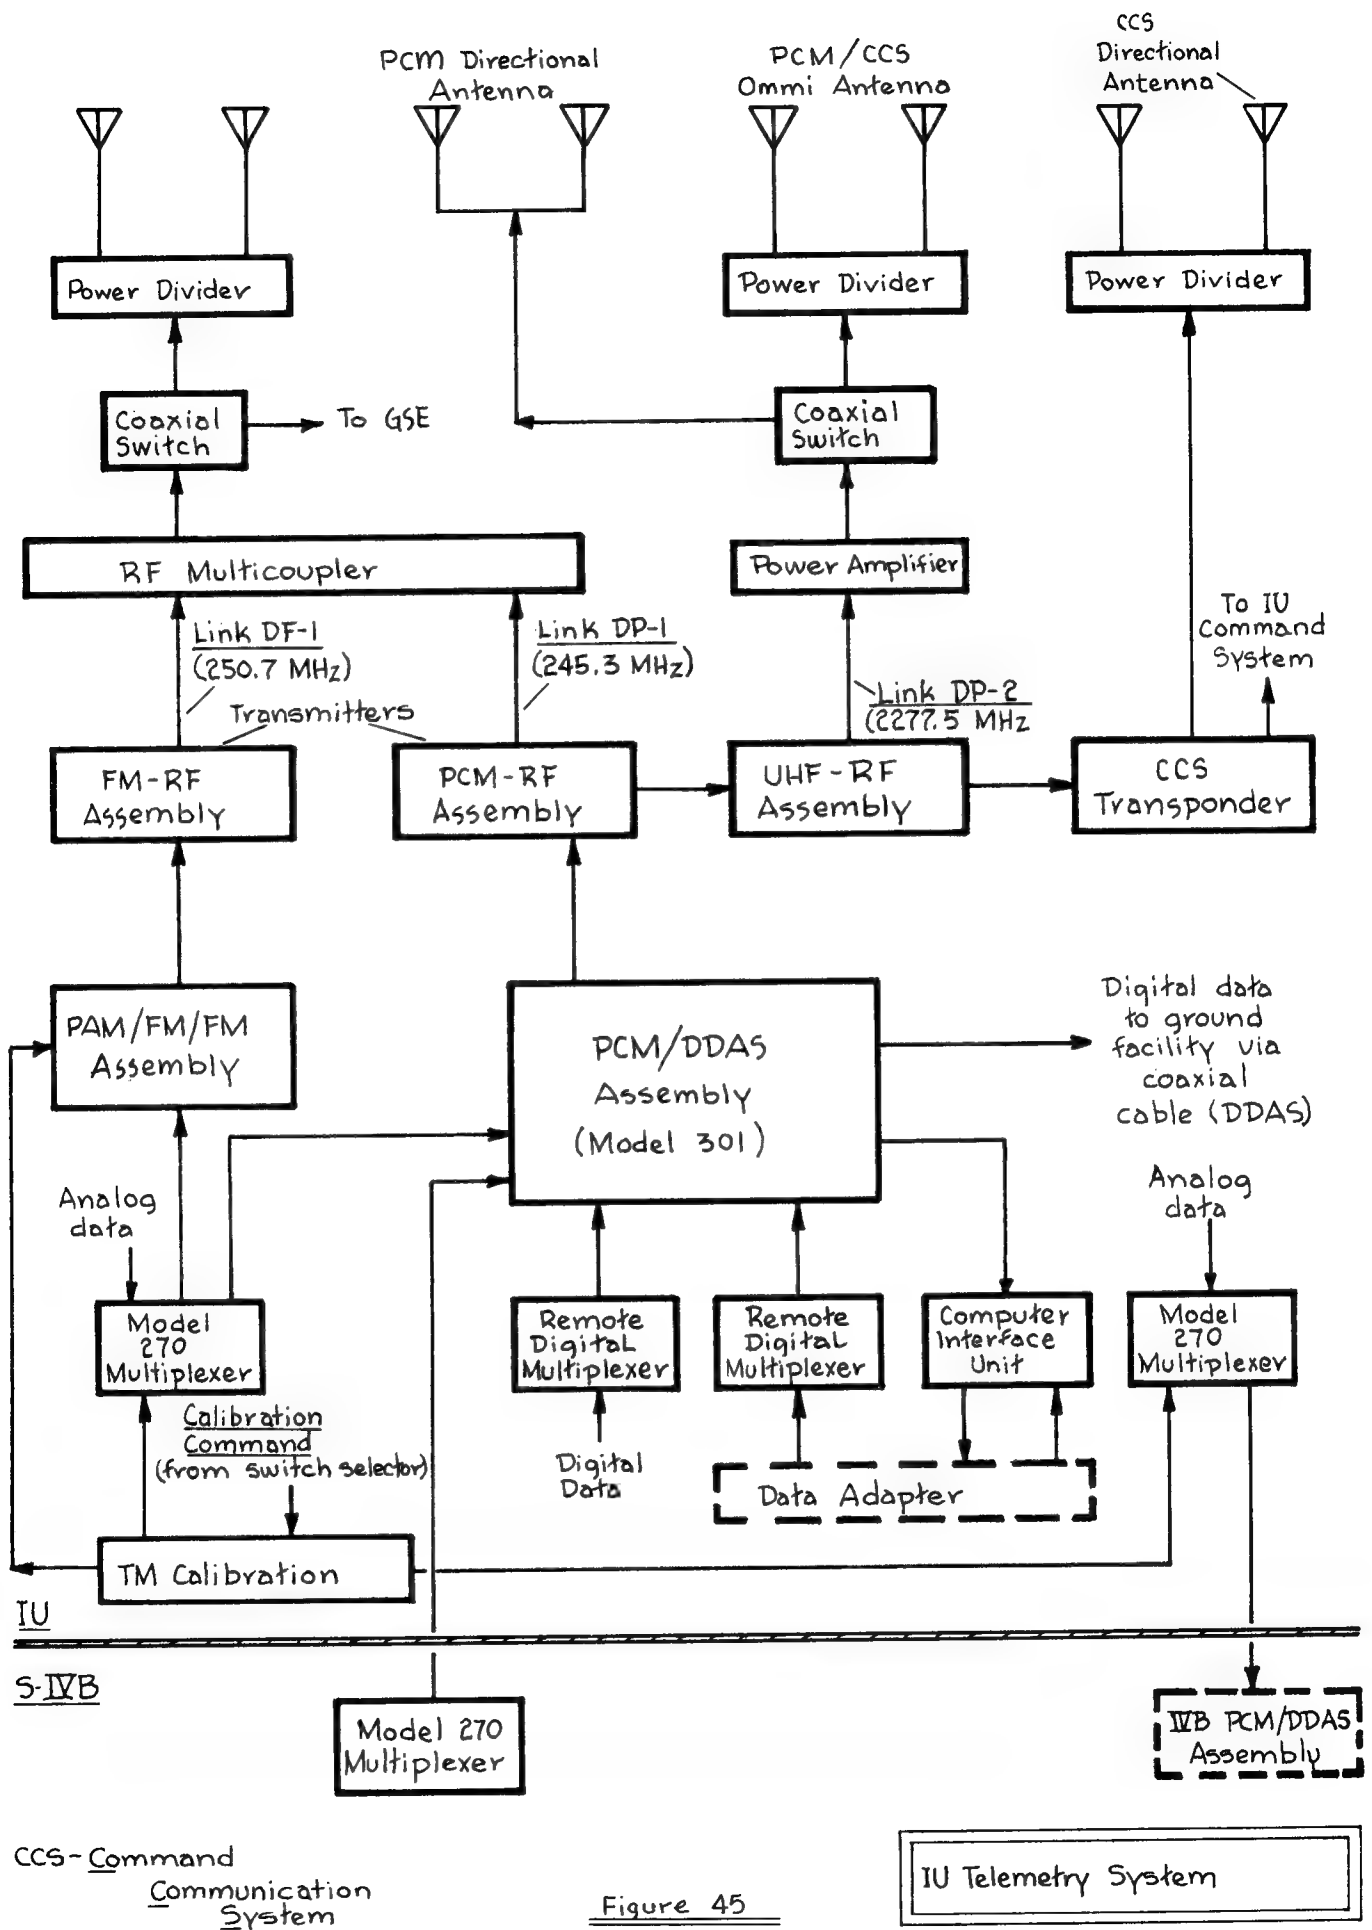 CCS
Directional
Antenna
PCM Directional
Antenna
PCM/CCS
Ommi Antenna
Power Divider
Power Divider
Power Divider
Coaxial
Switch
To GSE
Coaxial
Switch
RF Multicoupler
Power Amplifier
Link DF-1
(250.7 MHz)
Link DP-1
(245.3 MHz)
Link DP-2
(2277.5 MHz
To IU
Command
System
Transmitters
FM-RF
Assembly
PCM-RF
Assembly
UHF-RF
Assembly
CCS
Transponder
PAM/FM/FM
Assembly
PCM/DDAS
Assembly
(Model 301)
Digital data
to ground
facility via
coaxial
cable (DDAS)
Analog
data
Analog
data
Model
270
Multiplexer
Remote
Digital
Multiplexer
Remote
Digital
Multiplexer
Computer
Interface
Unit
Model
270
Multiplexer
Calibration
Command
(from switch selector)
Digital
Data
Data Adapter
TM Calibration
IU
S-IVB
Model 270
Multiplexer
IVB PCM/DDAS
Assembly
CCS-Command
Communication
System
Figure 45
IU Telemetry System